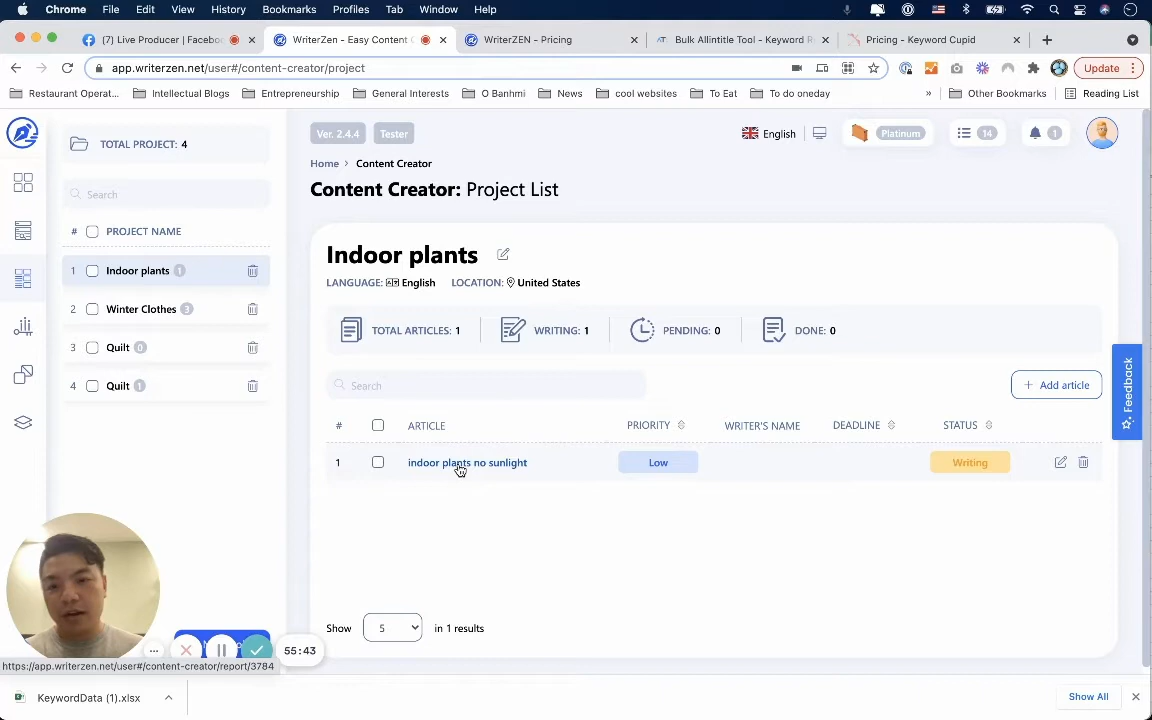 Chrome File Edit View History Bookmarks Profiles Tab Window Help
(7) Live Producer | Faceboo
WriterZen - Easy Content C
WriterZEN - Pricing
Bulk Allintitle Tool - Keyword R
Pricing - Keyword Cupid
app.writerzen.net/user#/content-creator/project
Update
Restaurant Operat...
Intellectual Blogs
Entrepreneurship
General Interests
O Banhmi
News
cool websites
To Eat
To do oneday
»
Other Bookmarks
Reading List
TOTAL PROJECT: 4
Search
# PROJECT NAME
1 Indoor plants 1
2 Winter Clothes 3
3 Quilt 0
4 Quilt 1
Ver. 2.4.4 Tester
English
Platinum
14
1
Home > Content Creator
Content Creator: Project List
Indoor plants
LANGUAGE: English LOCATION: United States
TOTAL ARTICLES: 1 WRITING: 1 PENDING: 0 DONE: 0
Search
+ Add article
# ARTICLE PRIORITY WRITER'S NAME DEADLINE STATUS
1 indoor plants no sunlight Low Writing
Show 5 in 1 results
Feedback
55:43
https://app.writerzen.net/user#/content-creator/report/3784
KeywordData (1).xlsx
Show All